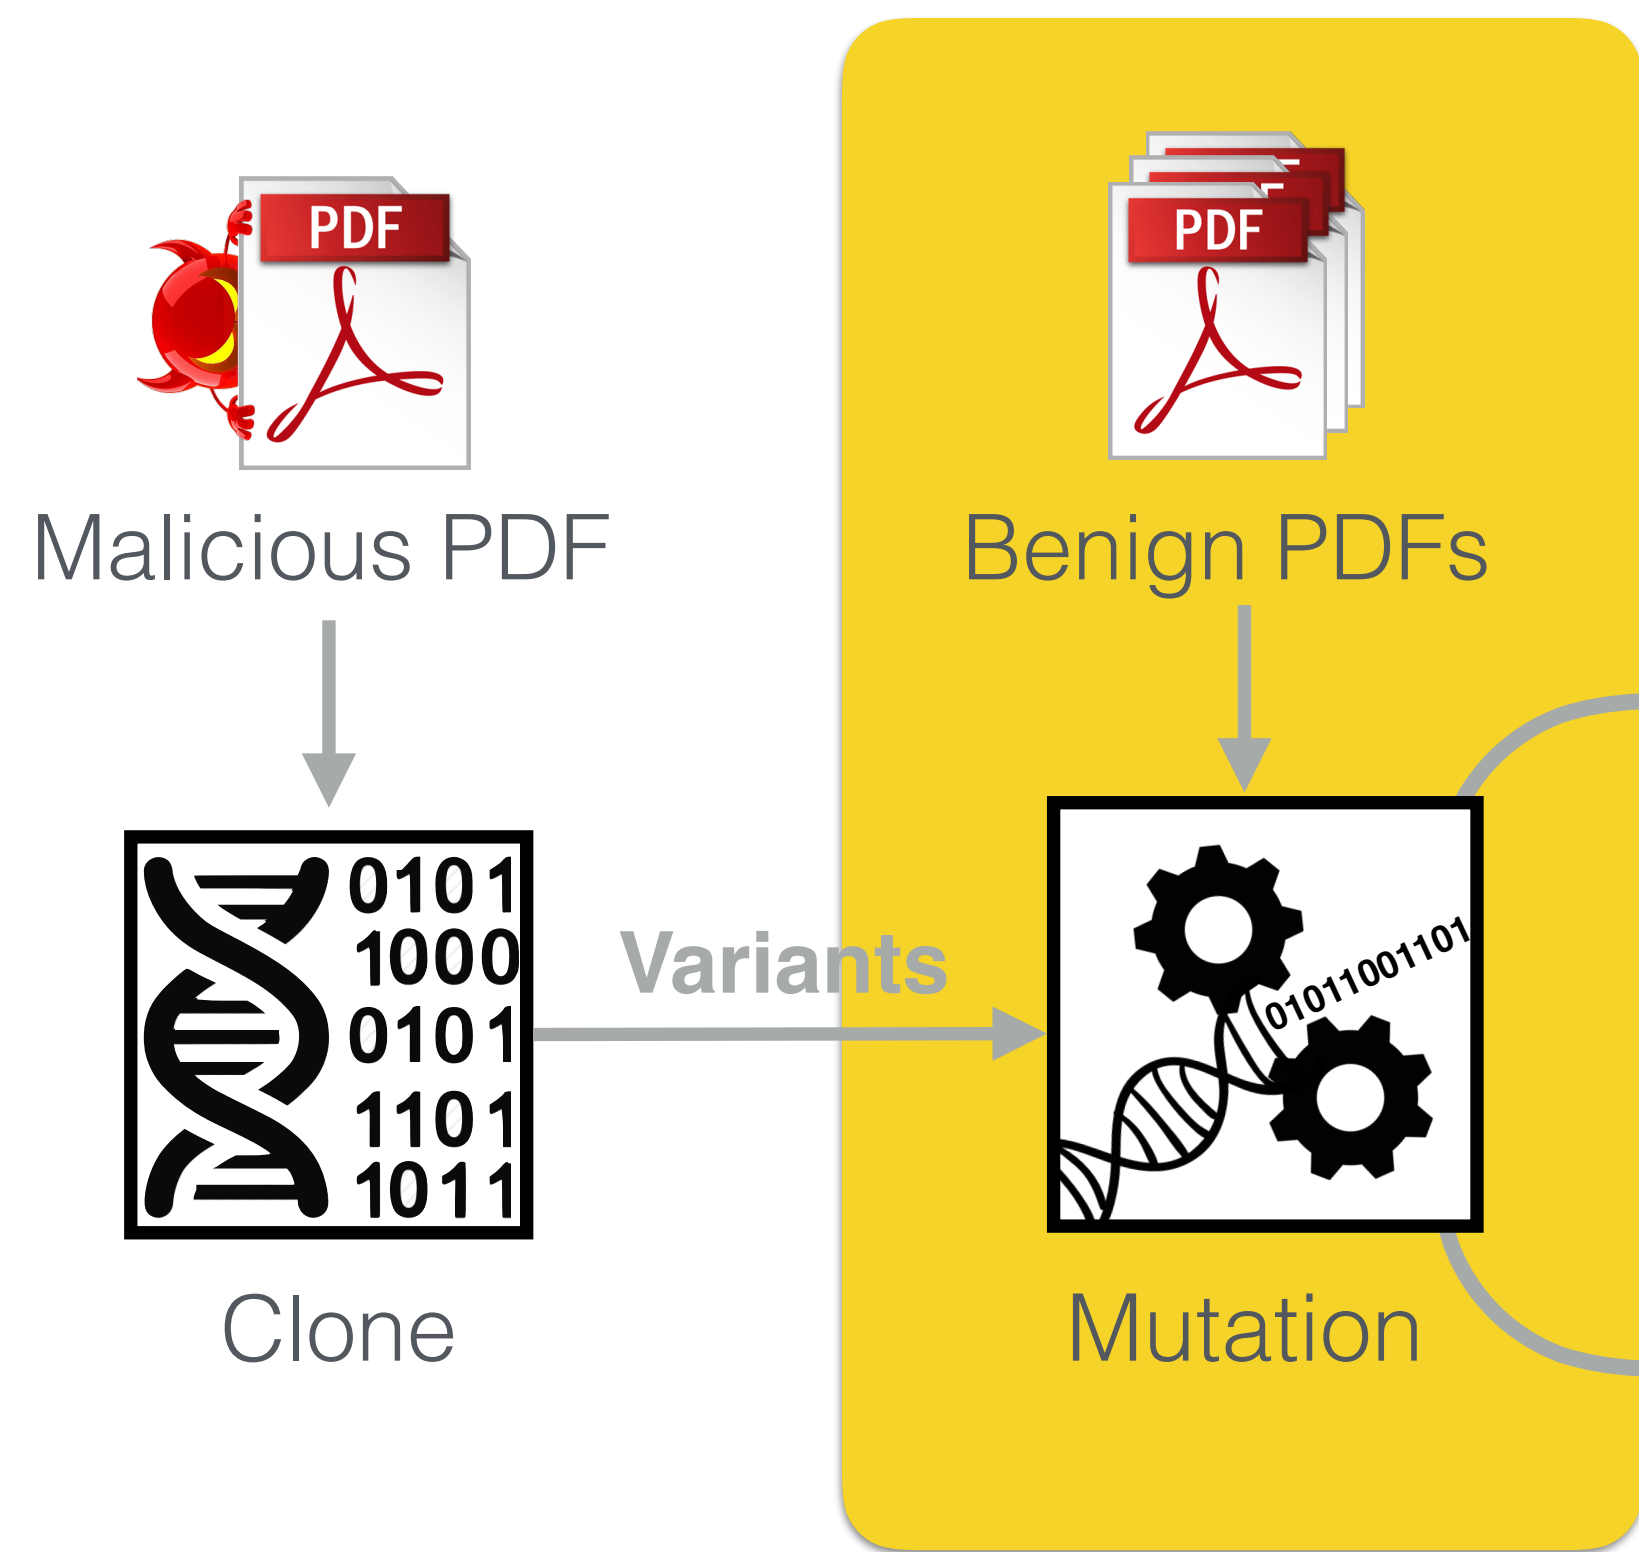 PDF
PDF
Malicious PDF
Benign PDFs
0101
1000
0101
1101
1011
Variants
01011001101
Clone
Mutation